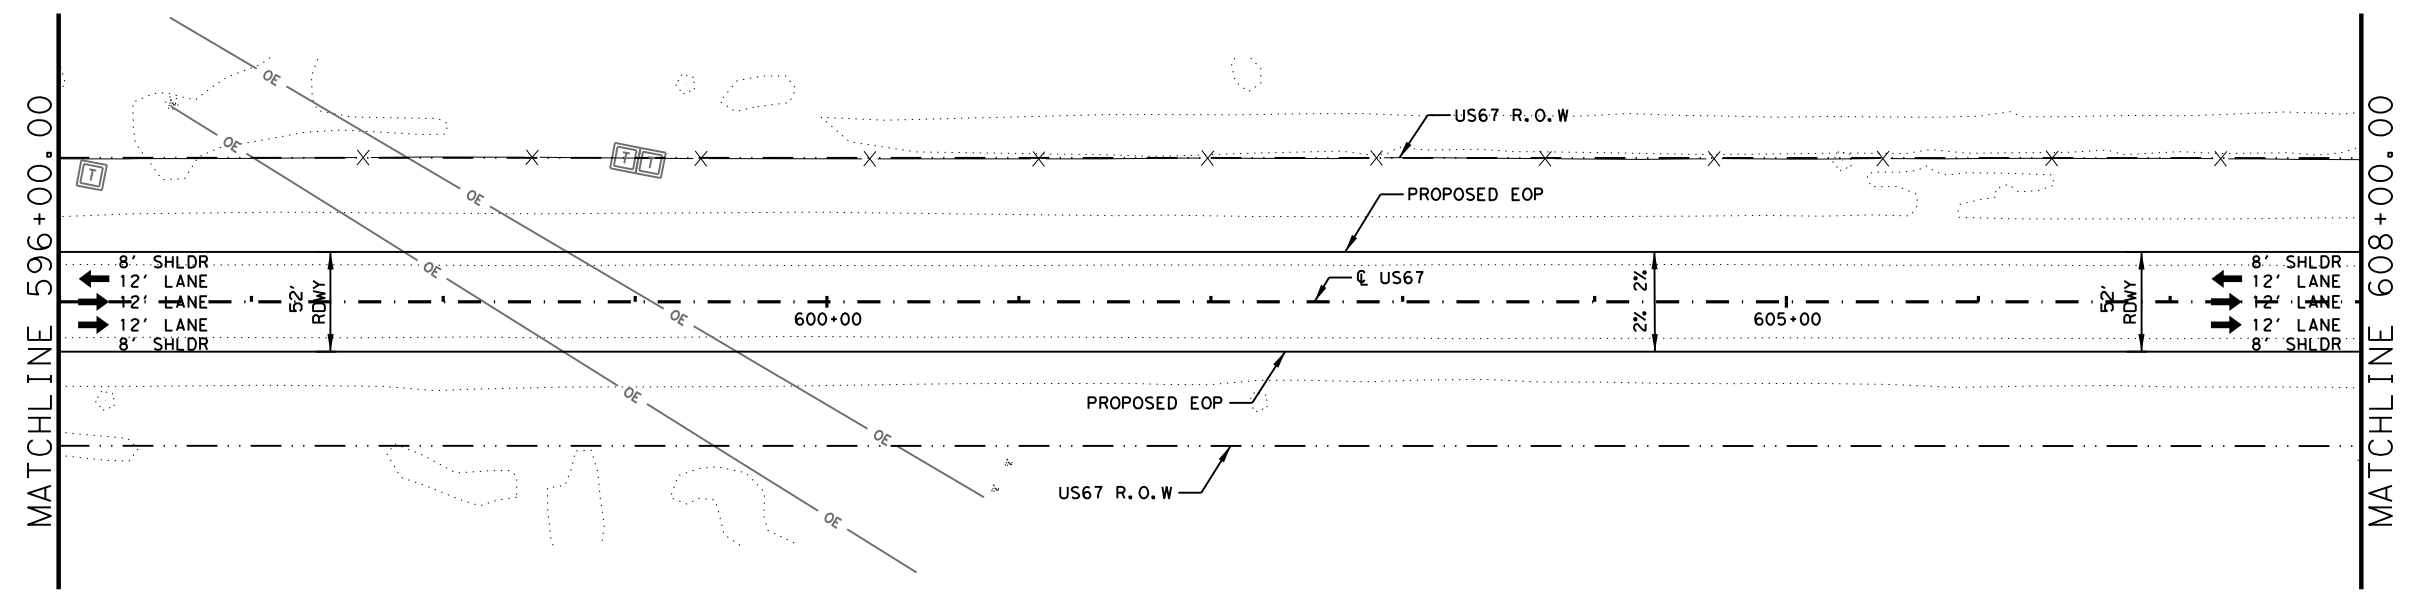 MATCHLINE 596+00.00
OE
OE
US67 R.O.W
T
T
T
OE
PROPOSED EOP
8' SHLDR
12' LANE
12' LANE
12' LANE
8' SHLDR
52'
RDWY
OE
OE
600+00
℄ US67
2%
2%
605+00
52'
RDWY
8' SHLDR
12' LANE
12' LANE
12' LANE
8' SHLDR
OE
PROPOSED EOP
OE
US67 R.O.W
OE
MATCHLINE 608+00.00